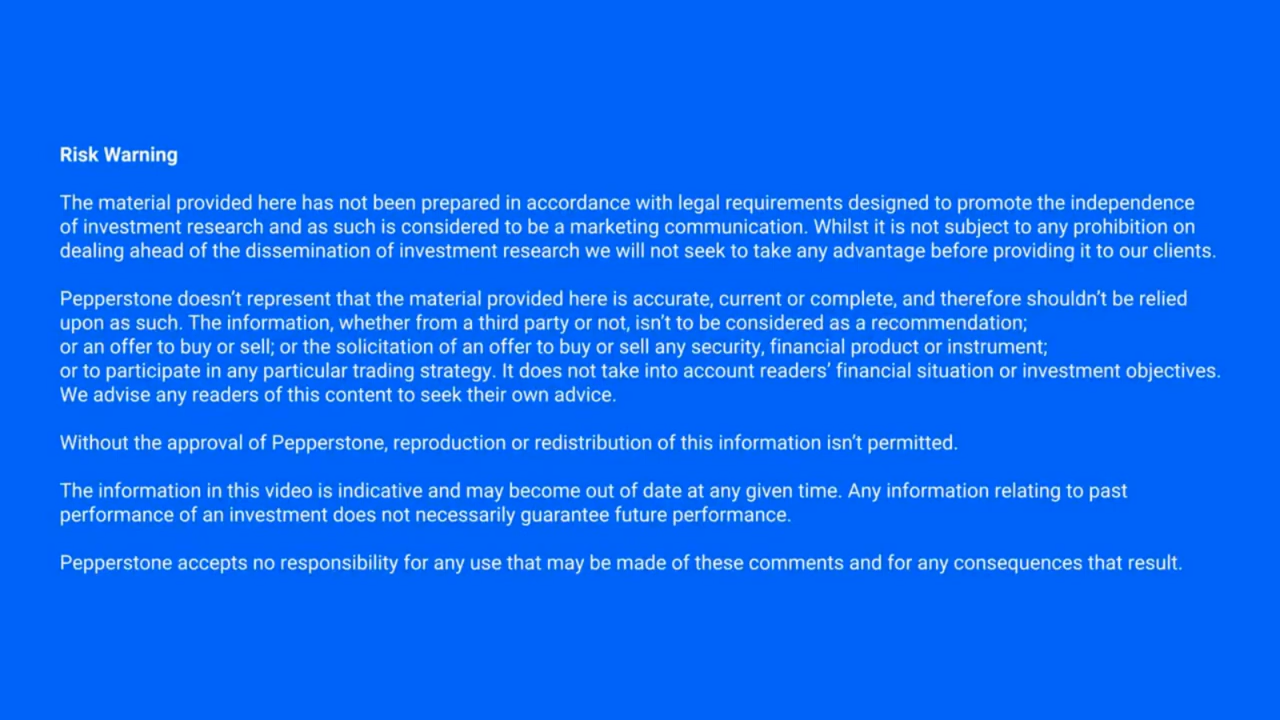 Risk Warning
The material provided here has not been prepared in accordance with legal requirements designed to promote the independence
of investment research and as such is considered to be a marketing communication. Whilst it is not subject to any prohibition on
dealing ahead of the dissemination of investment research we will not seek to take any advantage before providing it to our clients.
Pepperstone doesn’t represent that the material provided here is accurate, current or complete, and therefore shouldn’t be relied
upon as such. The information, whether from a third party or not, isn’t to be considered as a recommendation;
or an offer to buy or sell; or the solicitation of an offer to buy or sell any security, financial product or instrument;
or to participate in any particular trading strategy. It does not take into account readers’ financial situation or investment objectives.
We advise any readers of this content to seek their own advice.
Without the approval of Pepperstone, reproduction or redistribution of this information isn’t permitted.
The information in this video is indicative and may become out of date at any given time. Any information relating to past
performance of an investment does not necessarily guarantee future performance.
Pepperstone accepts no responsibility for any use that may be made of these comments and for any consequences that result.